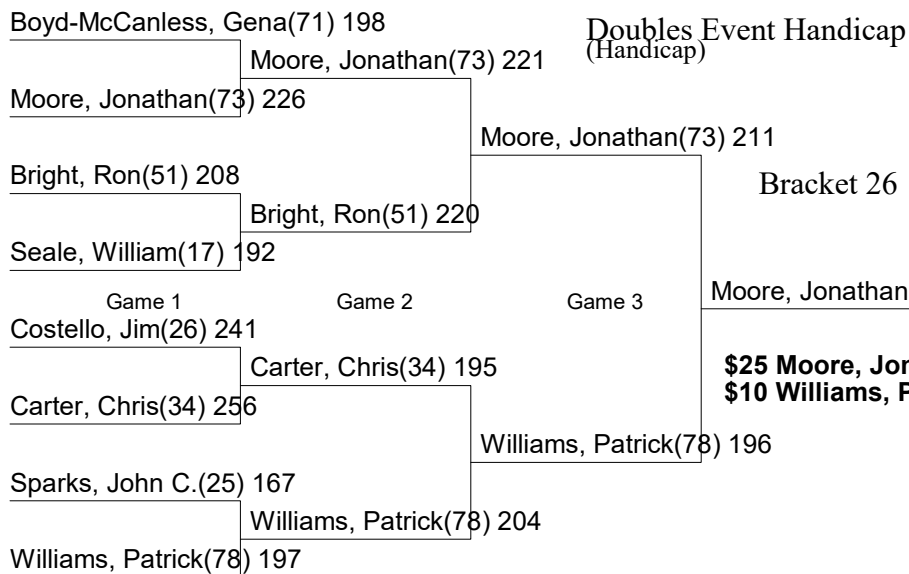 Boyd-McCanless, Gena(71) 198
Doubles Event Handicap
(Handicap)
Moore, Jonathan(73) 221
Moore, Jonathan(73) 226
Moore, Jonathan(73) 211
Bright, Ron(51) 208
Bracket 26
Bright, Ron(51) 220
Seale, William(17) 192
Game 1 Game 2 Game 3
Moore, Jonathan
Costello, Jim(26) 241
Carter, Chris(34) 195
$25 Moore, Jon
$10 Williams, P
Carter, Chris(34) 256
Williams, Patrick(78) 196
Sparks, John C.(25) 167
Williams, Patrick(78) 204
Williams, Patrick(78) 197